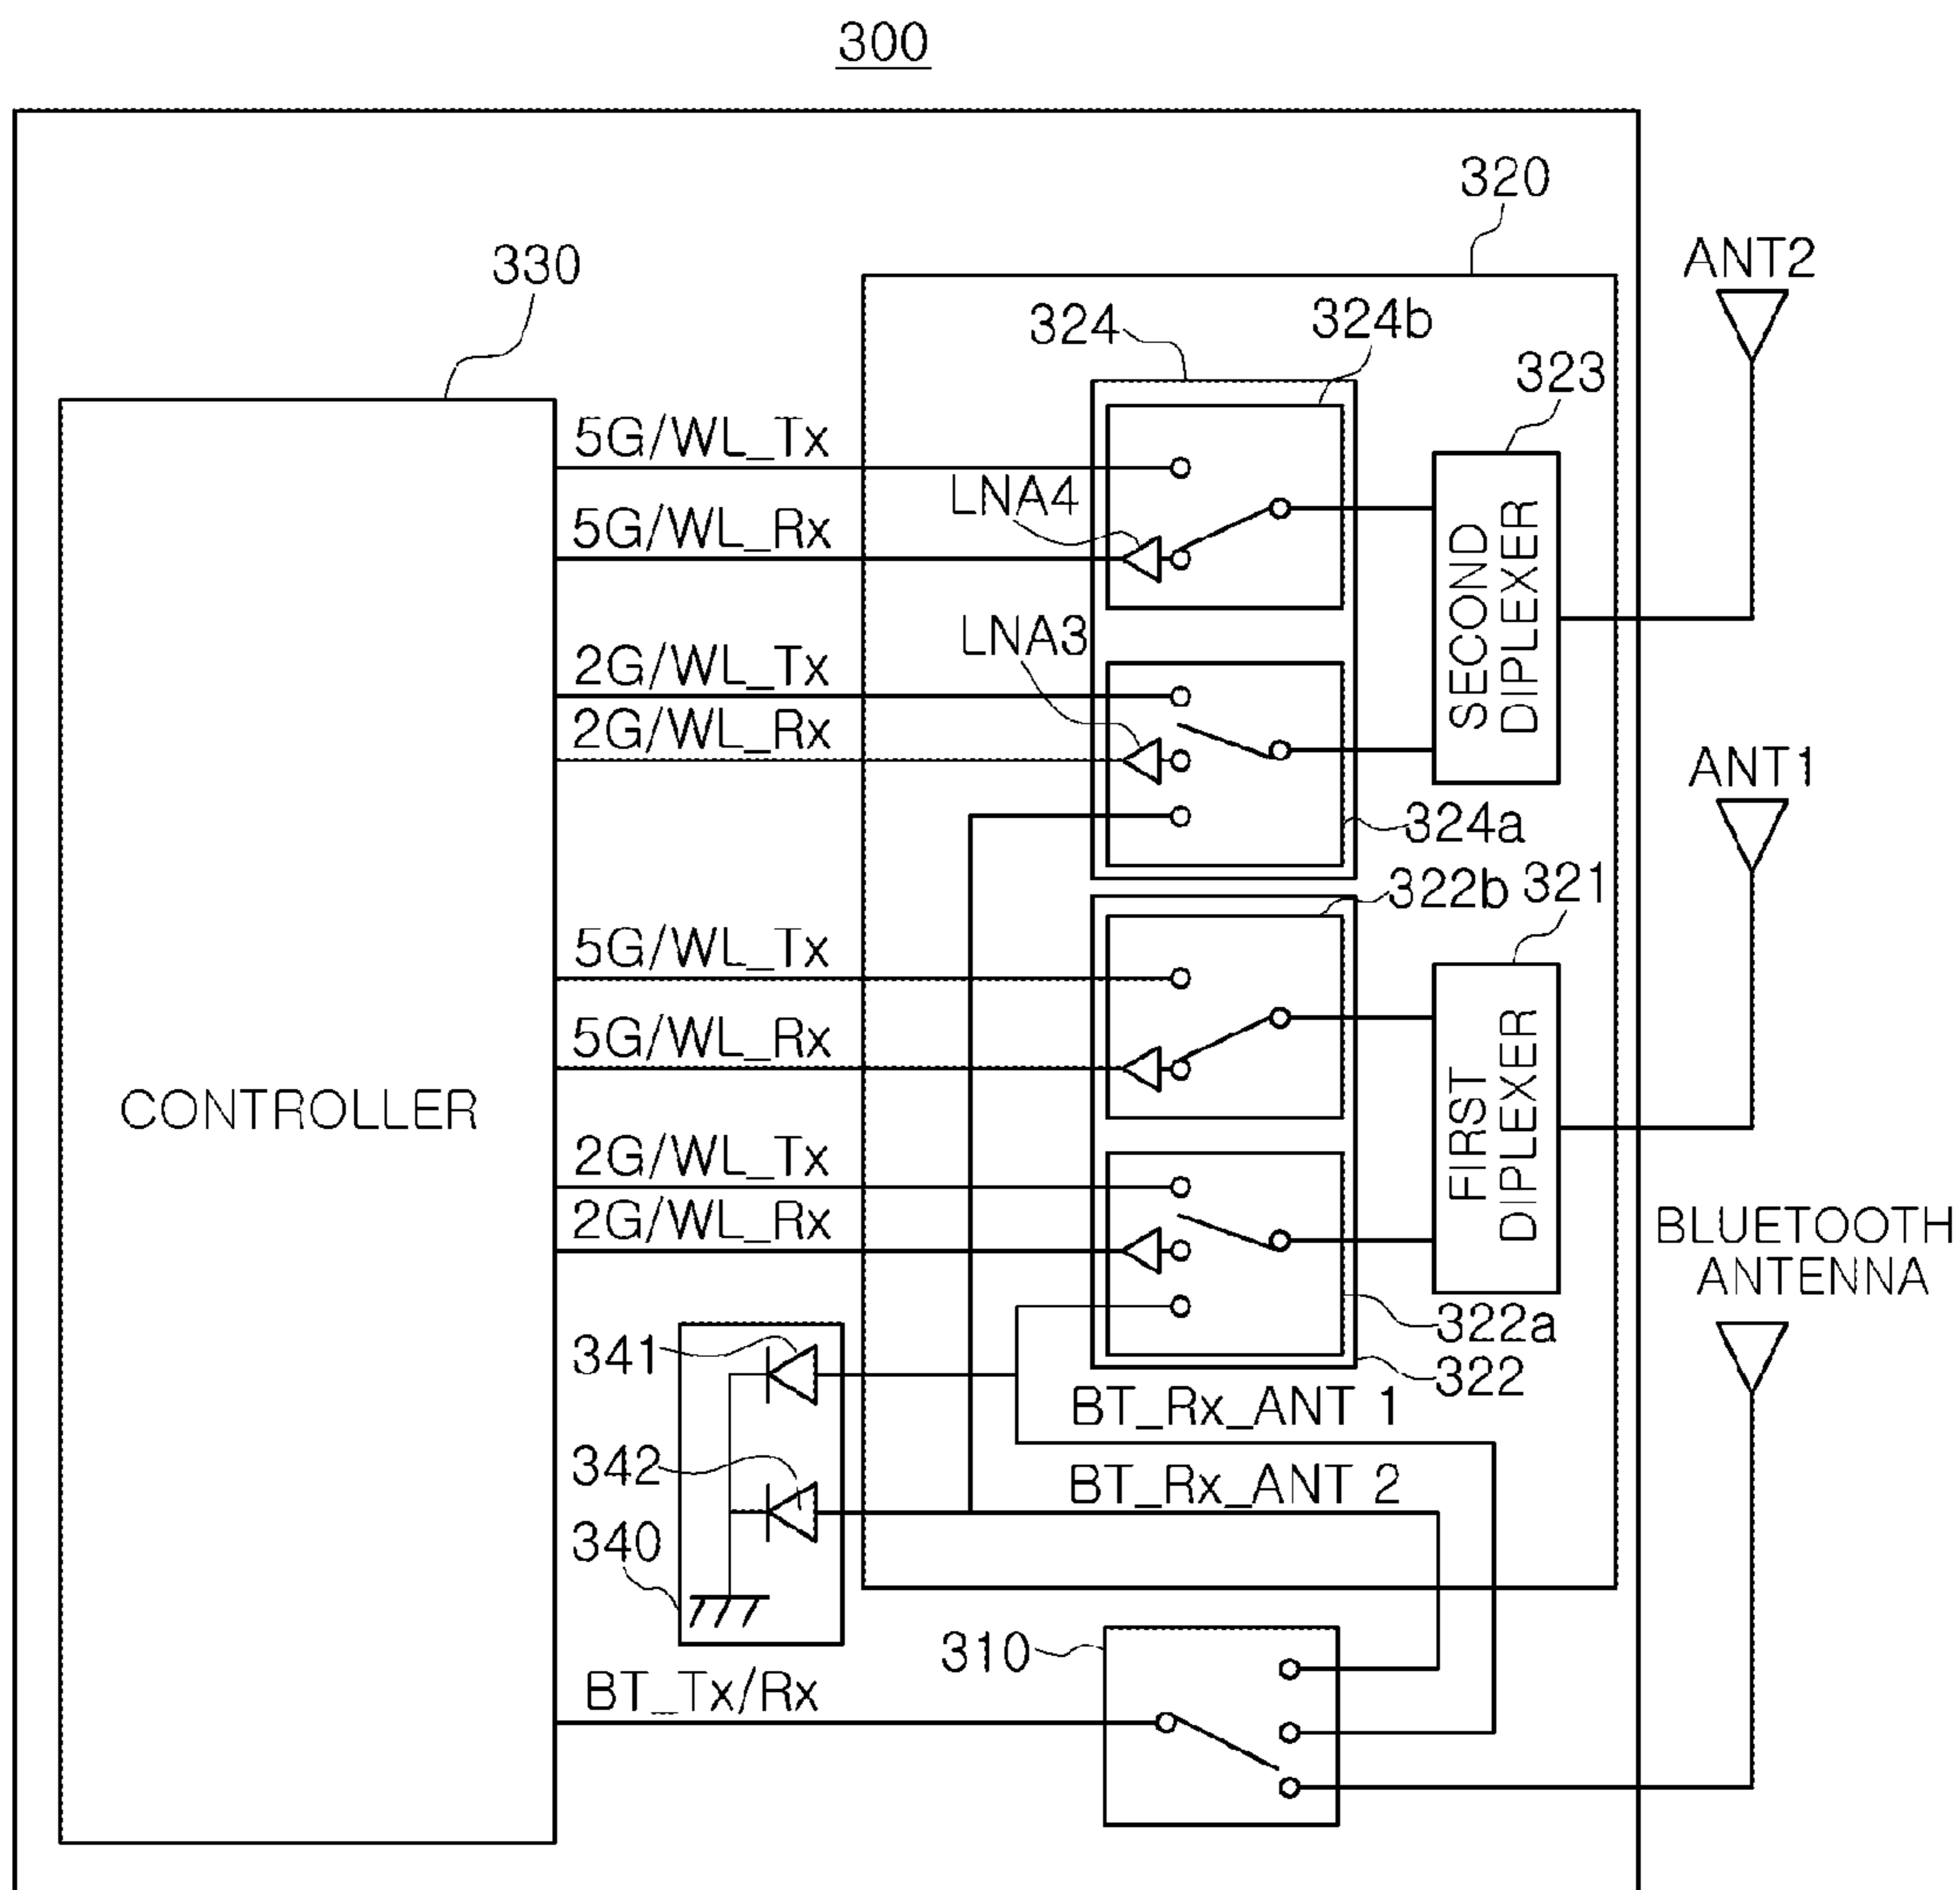 300
320
330
ANT2
324
324b
323
5G/WL_Tx
LNA4
5G/WL_Rx
SECOND
DIPLEXER
LNA3
2G/WL_Tx
2G/WL_Rx
ANT1
324a
322b
321
5G/WL_Tx
5G/WL_Rx
FIRST
DIPLEXER
CONTROLLER
2G/WL_Tx
2G/WL_Rx
BLUETOOTH
ANTENNA
322a
322
341
BT_Rx_ANT 1
342
BT_Rx_ANT 2
340
310
BT_Tx/Rx